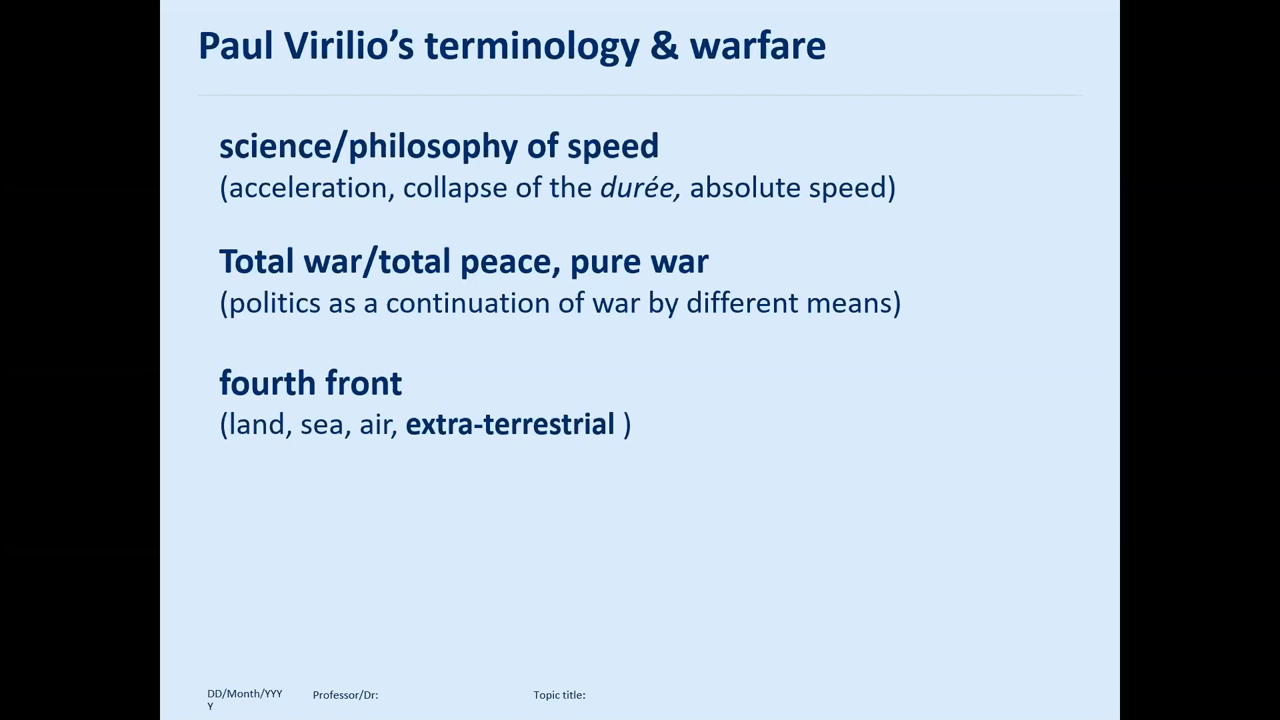 Paul Virilio’s terminology & warfare
science/philosophy of speed
(acceleration, collapse of the durée, absolute speed)
Total war/total peace, pure war
(politics as a continuation of war by different means)
fourth front
(land, sea, air, extra-terrestrial )
DD/Month/YYY
Y
Professor/Dr:
Topic title: